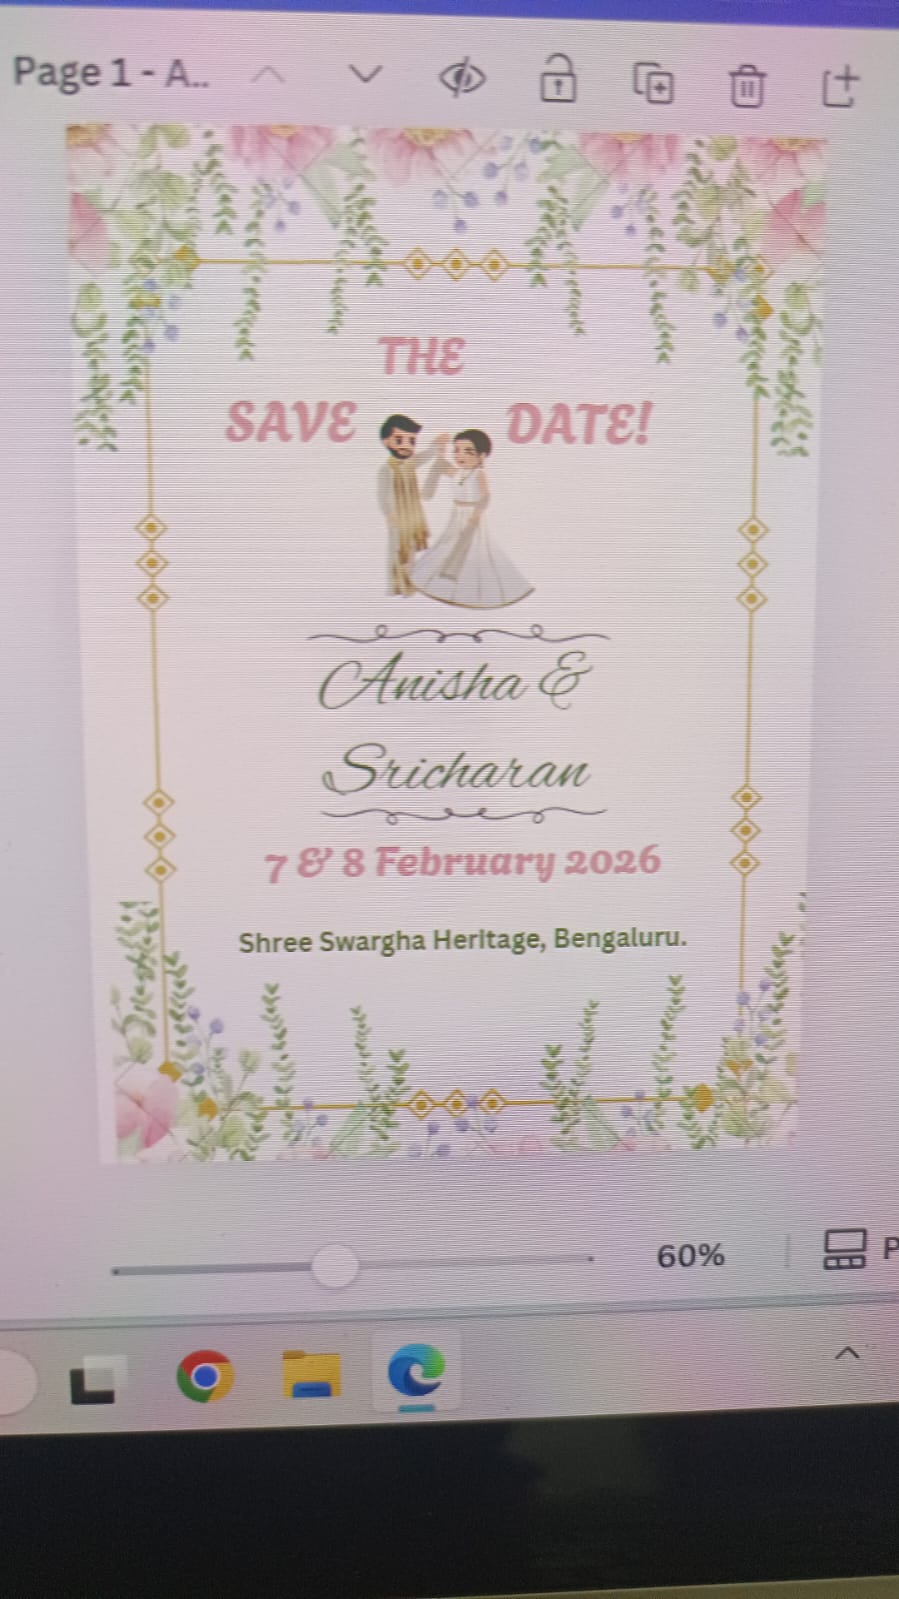 Page 1 - A..
THE
SAVE DATE!
Anisha &
Sricharan
7 & 8 February 2026
Shree Swargha Heritage, Bengaluru.
60%
P